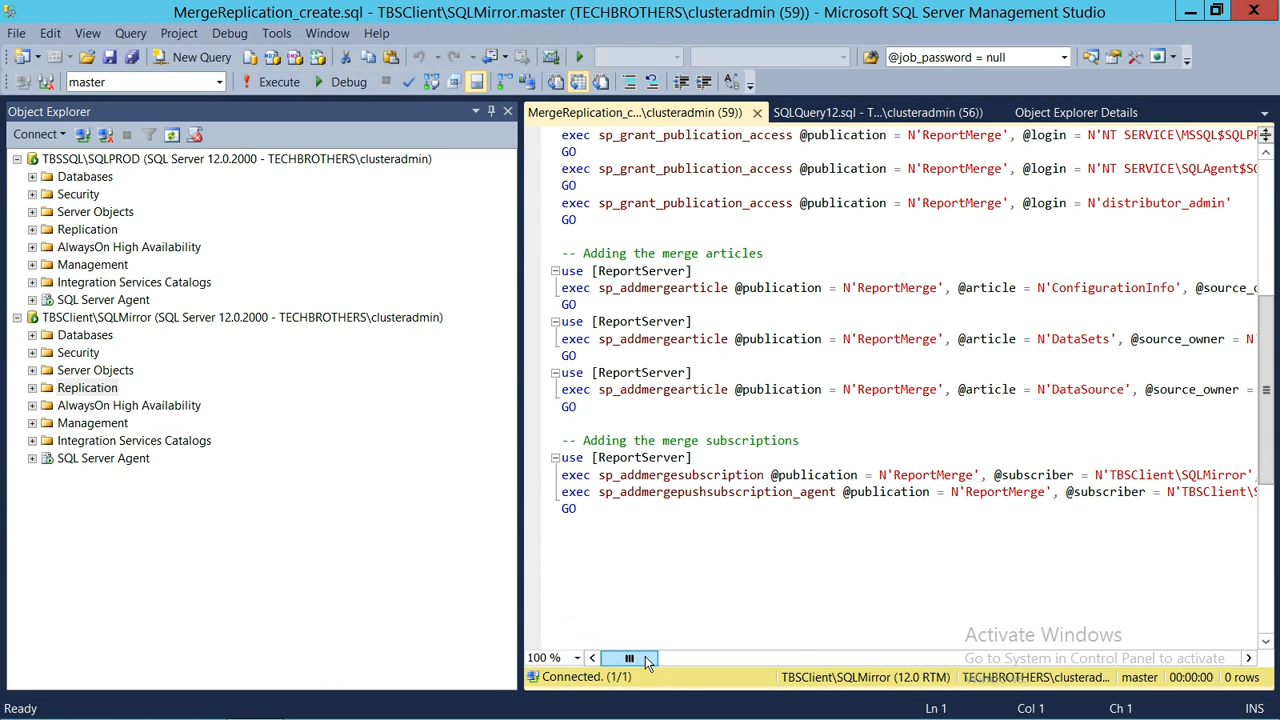 MergeReplication_create.sql - TBSClient\SQLMirror.master (TECHBROTHERS\clusteradmin (59)) - Microsoft SQL Server Management Studio
File Edit View Query Project Debug Tools Window Help
New Query @job_password = null
master Execute Debug
Object Explorer
MergeReplication_c...\clusteradmin (59)) SQLQuery12.sql - T...\clusteradmin (56)) Object Explorer Details
Connect
TBSSQL\SQLPROD (SQL Server 12.0.2000 - TECHBROTHERS\clusteradmin)
Databases
Security
Server Objects
Replication
AlwaysOn High Availability
Management
Integration Services Catalogs
SQL Server Agent
TBSClient\SQLMirror (SQL Server 12.0.2000 - TECHBROTHERS\clusteradmin)
Databases
Security
Server Objects
Replication
AlwaysOn High Availability
Management
Integration Services Catalogs
SQL Server Agent
exec sp_grant_publication_access @publication = N'ReportMerge', @login = N'NT SERVICE\MSSQL$SQLPR
GO
exec sp_grant_publication_access @publication = N'ReportMerge', @login = N'NT SERVICE\SQLAgent$SQ
GO
exec sp_grant_publication_access @publication = N'ReportMerge', @login = N'distributor_admin'
GO
-- Adding the merge articles
use [ReportServer]
exec sp_addmergearticle @publication = N'ReportMerge', @article = N'ConfigurationInfo', @source_o
GO
use [ReportServer]
exec sp_addmergearticle @publication = N'ReportMerge', @article = N'DataSets', @source_owner = N
GO
use [ReportServer]
exec sp_addmergearticle @publication = N'ReportMerge', @article = N'DataSource', @source_owner =
GO
-- Adding the merge subscriptions
use [ReportServer]
exec sp_addmergesubscription @publication = N'ReportMerge', @subscriber = N'TBSClient\SQLMirror',
exec sp_addmergepushsubscription_agent @publication = N'ReportMerge', @subscriber = N'TBSClient\S
GO
Activate Windows
Go to System in Control Panel to activate
100 %
Connected. (1/1) TBSClient\SQLMirror (12.0 RTM) TECHBROTHERS\clusterad... master 00:00:00 0 rows
Ready Ln 1 Col 1 Ch 1 INS